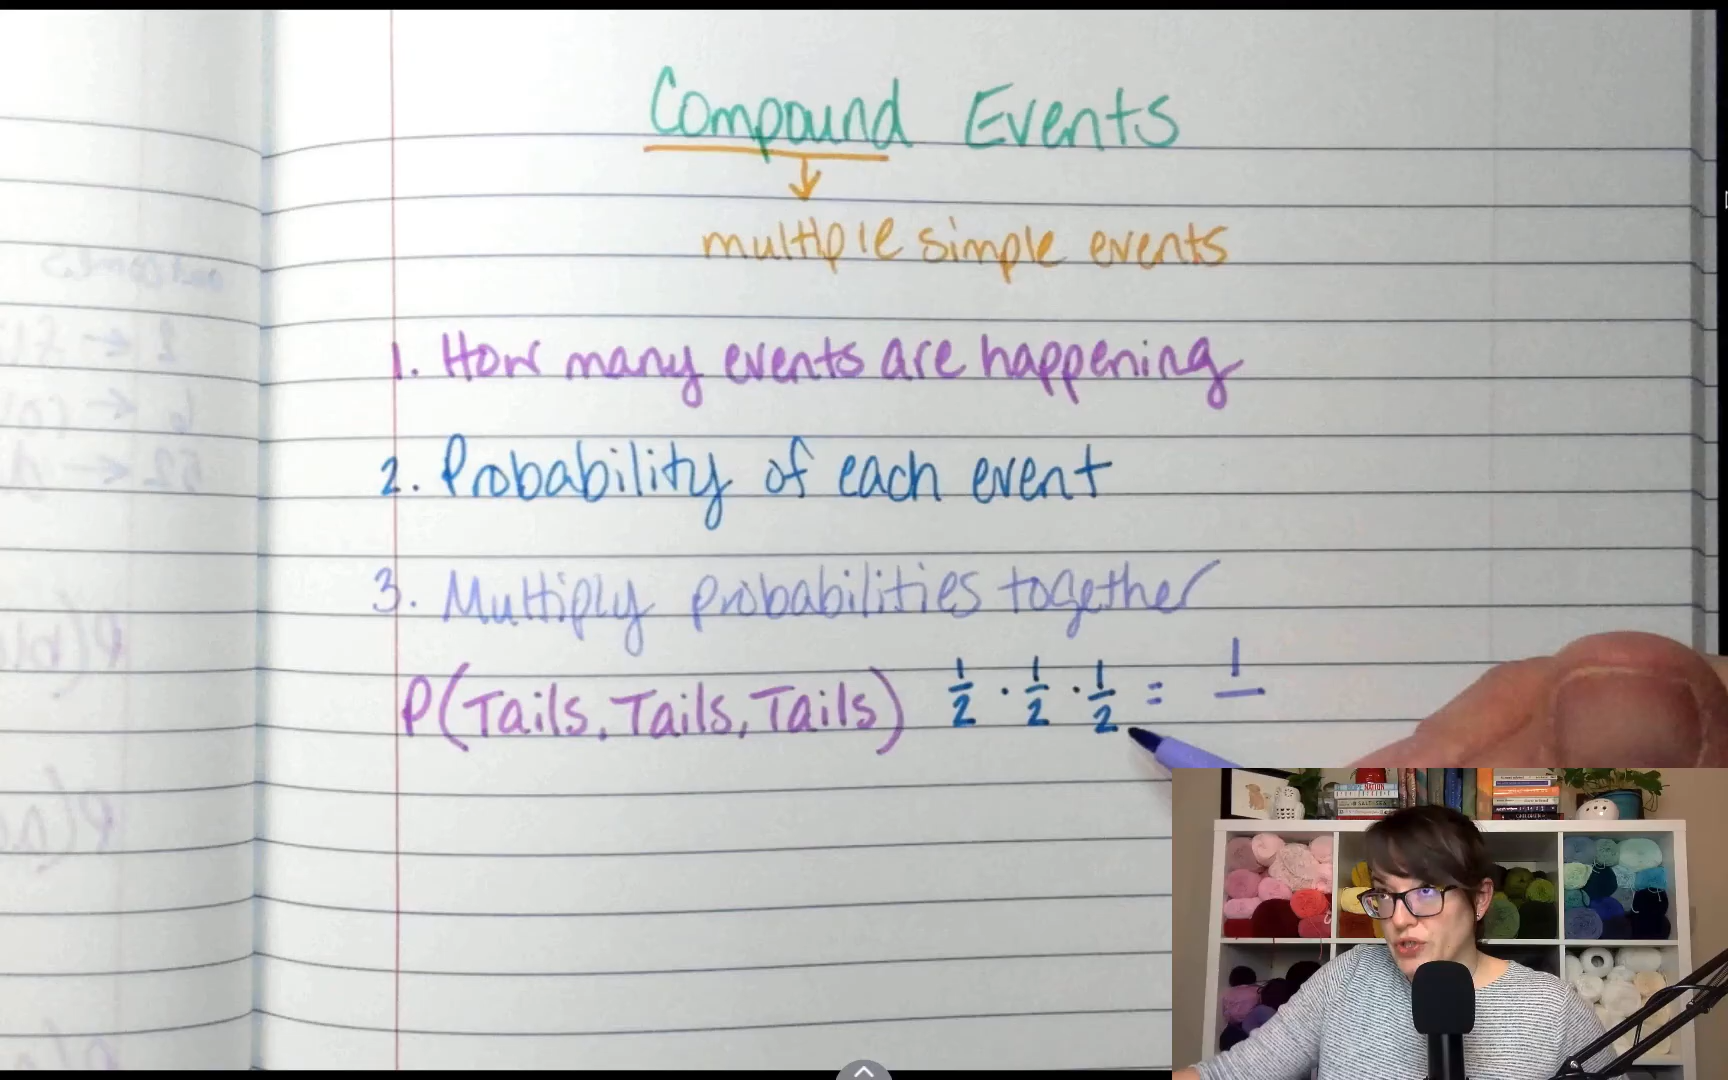 Compound Events
multiple simple events
1. How many events are happening
2. Probability of each event
3. Multiply probabilities together
P(Tails, Tails, Tails) 1/2 · 1/2 · 1/2 = 1/